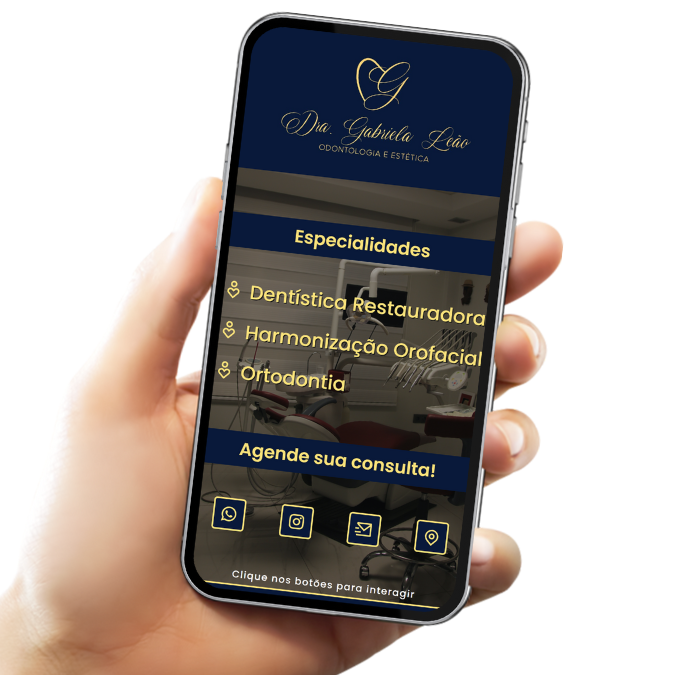 G
Dra. Gabriela Leão
ODONTOLOGIA E ESTÉTICA
Especialidades
Dentística Restauradora
Harmonização Orofacial
Ortodontia
Agende sua consulta!
Clique nos botões para interagir